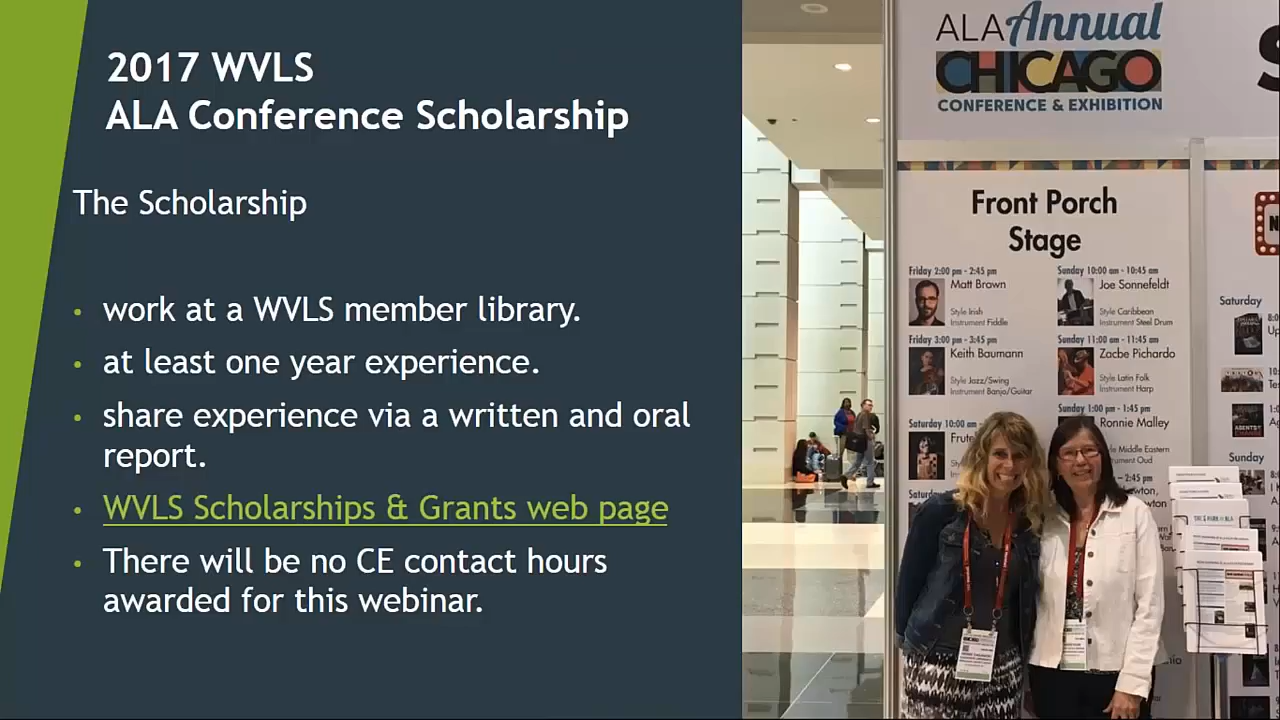 2017 WVLS
ALA Conference Scholarship
The Scholarship
• work at a WVLS member library.
• at least one year experience.
• share experience via a written and oral
report.
• WVLS Scholarships & Grants web page
• There will be no CE contact hours
awarded for this webinar.
ALA Annual
CHICAGO
CONFERENCE & EXHIBITION
Front Porch
Stage
Friday 2:00 pm - 2:45 pm
Matt Brown
Style Irish
Instrument Fiddle
Friday 3:00 pm - 3:45 pm
Keith Baumann
Style Jazz/Swing
Instrument Banjo/Guitar
Saturday 10:00 am
Sunday 10:00 am - 10:45 am
Joe Sonnefeldt
Style Caribbean
Instrument Steel Drum
Sunday 11:00 am - 11:45 am
Zacbe Pichardo
Style Latin Folk
Instrument Harp
Sunday 1:00 pm - 1:45 pm
Ronnie Malley
Style Middle Eastern
Instrument Oud
Saturday
Sunday